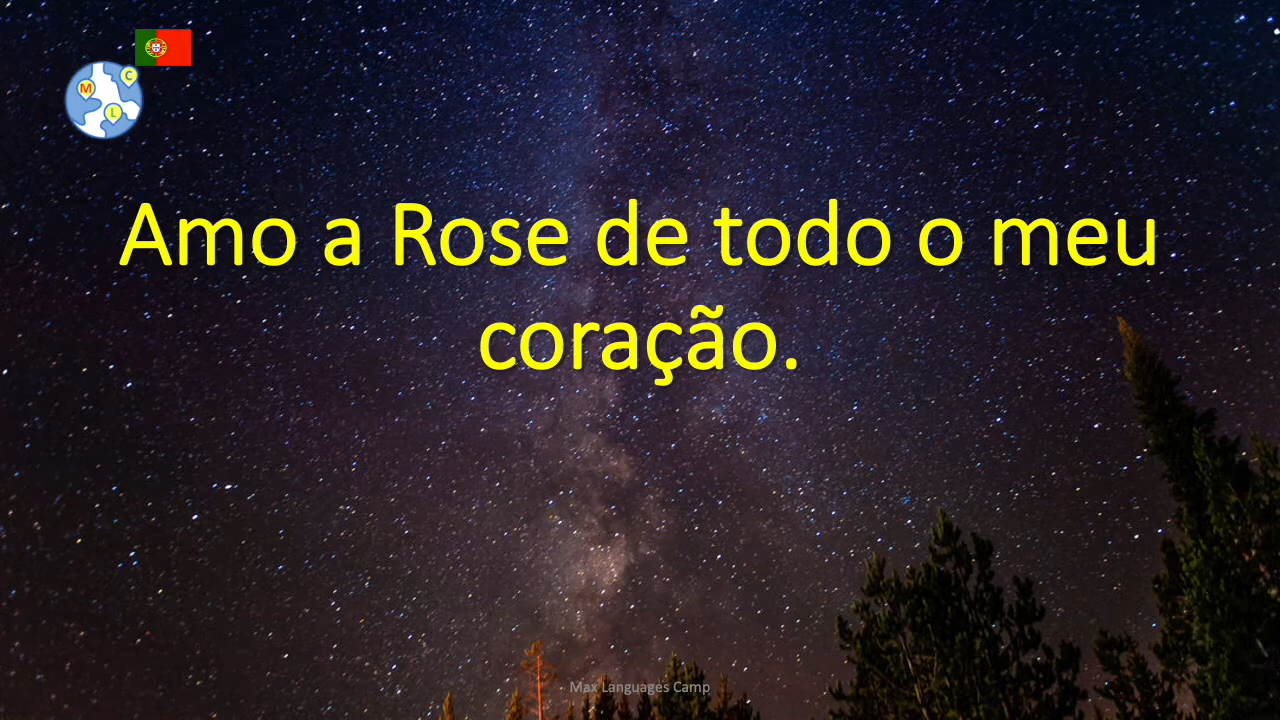 M
C
L
Amo a Rose de todo o meu
coração.
Max Languages Camp